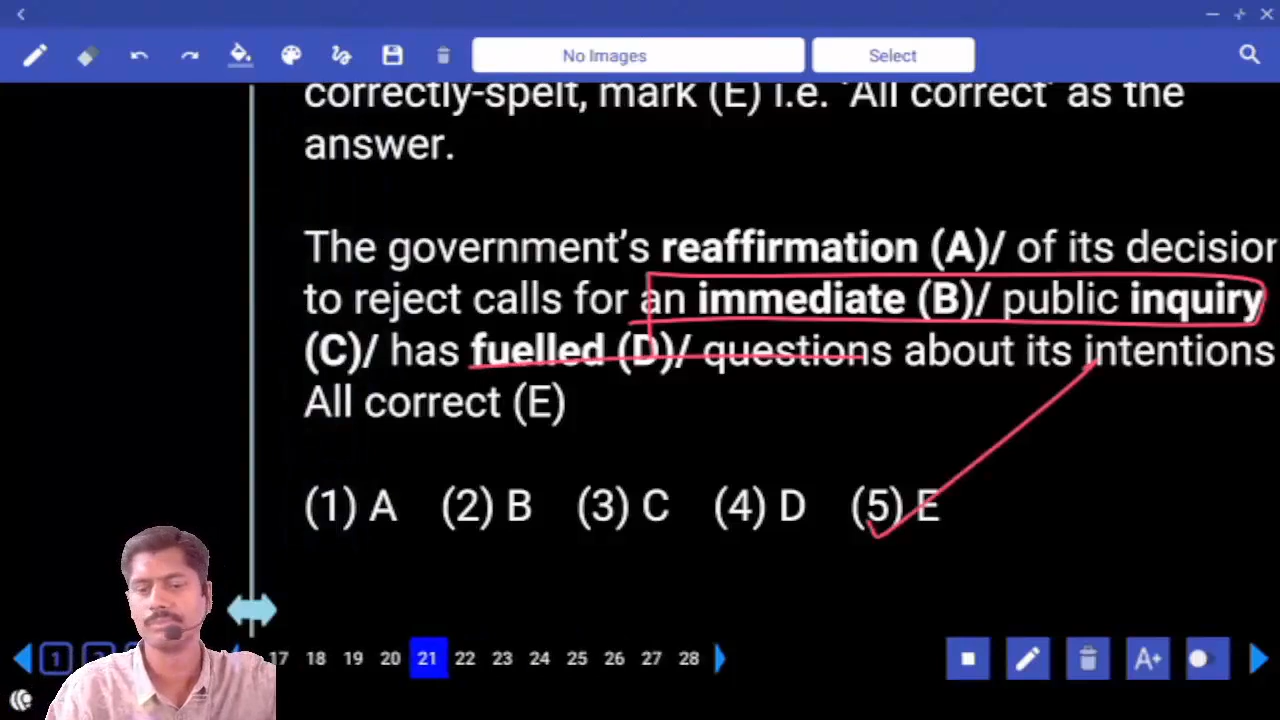 No Images
Select
correctly-spelt, mark (E) i.e. 'All correct' as the
answer.
The government's reaffirmation (A)/ of its decision
to reject calls for an immediate (B)/ public inquiry
(C)/ has fuelled (D)/ questions about its intentions
All correct (E)
(1) A (2) B (3) C (4) D (5) E
1 17 18 19 20 21 22 23 24 25 26 27 28
A+